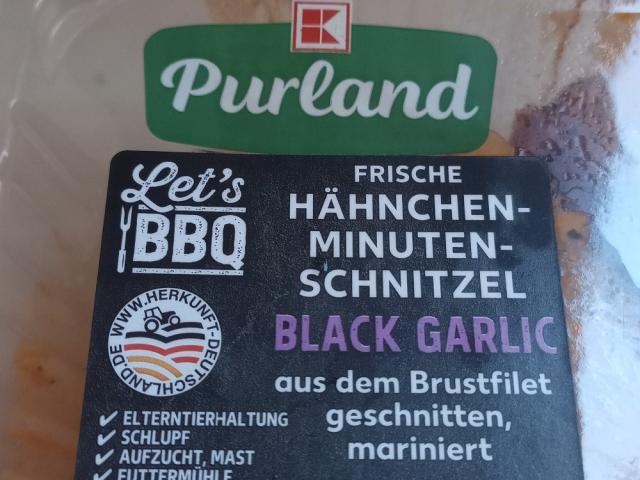 K
Purland
Let's
BBQ
FRISCHE
HÄHNCHEN-
MINUTEN-
SCHNITZEL
BLACK GARLIC
aus dem Brustfilet
geschnitten,
mariniert
WWW.HERKUNFT-DEUTSCHLAND.DE
✔ ELTERNTIERHALTUNG
✔ SCHLUPF
✔ AUFZUCHT, MAST
✔ FUTTERMÜHLE